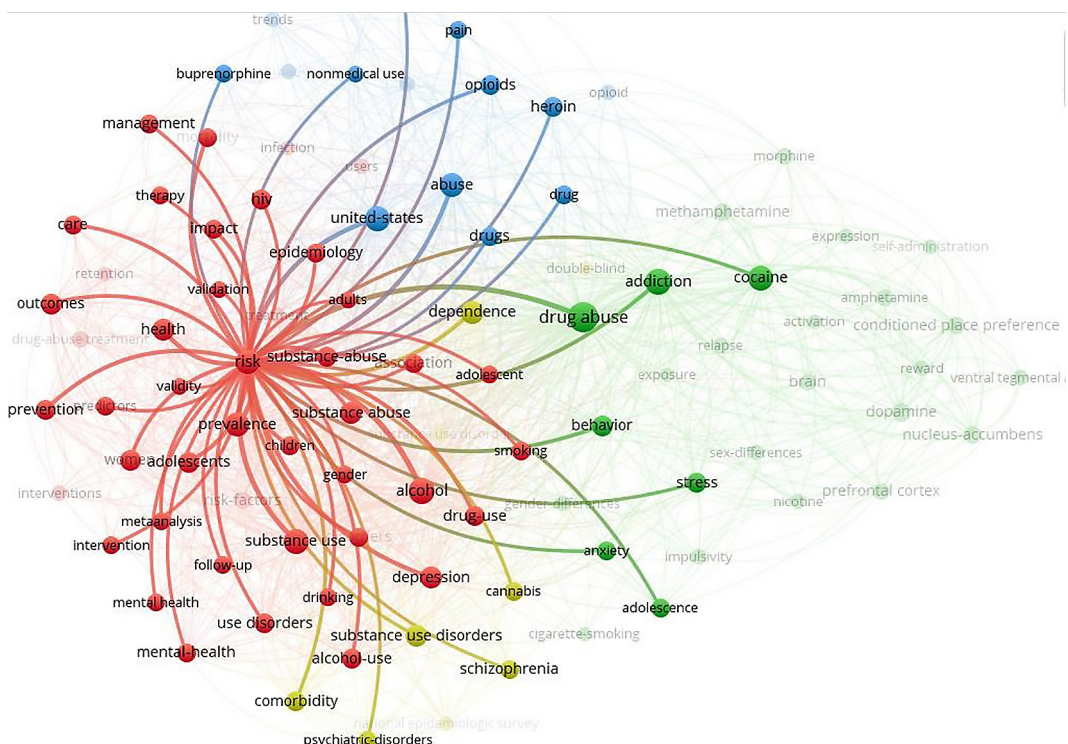 trends
pain
buprenorphine
nonmedical use
opioids
opioid
heroin
management
infection
users
morphine
therapy
hiv
abuse
drug
care
impact
united-states
methamphetamine
drugs
expression
self-administration
epidemiology
retention
double-blind
validation
adults
addiction
cocaine
outcomes
treatment
dependence
drug abuse
amphetamine
health
activation
conditioned place preference
drug-abuse treatment
relapse
risk
substance-abuse
association
adolescent
exposure
brain
reward
ventral tegmental
validity
prevention
predictors
substance abuse
dopamine
prevalence
behavior
nucleus-accumbens
children
smoking
women
adolescents
sex-differences
gender
stress
interventions
risk-factors
alcohol
gender-differences
nicotine
prefrontal cortex
metaanalysis
drug-use
intervention
substance use
anxiety
impulsivity
follow-up
depression
cannabis
mental health
drinking
adolescence
use disorders
substance use disorders
cigarette-smoking
mental-health
alcohol-use
schizophrenia
comorbidity
national epidemiologic survey
psychiatric-disorders